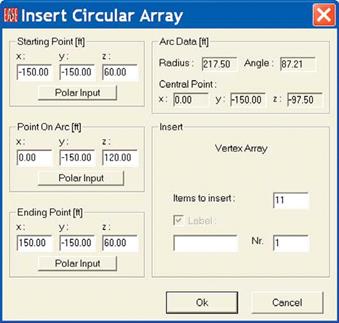 EASE Insert Circular Array
Starting Point [ft]
x: y: z:
-150.00 -150.00 60.00
Polar Input
Point On Arc [ft]
x: y: z:
0.00 -150.00 120.00
Polar Input
Ending Point [ft]
x: y: z:
150.00 -150.00 60.00
Polar Input
Arc Data [ft]
Radius: 217.50 Angle: 87.21
Central Point:
x: 0.00 y: -150.00 z: -97.50
Insert
Vertex Array
Items to insert: 11
Label:
Nr. 1
Ok Cancel